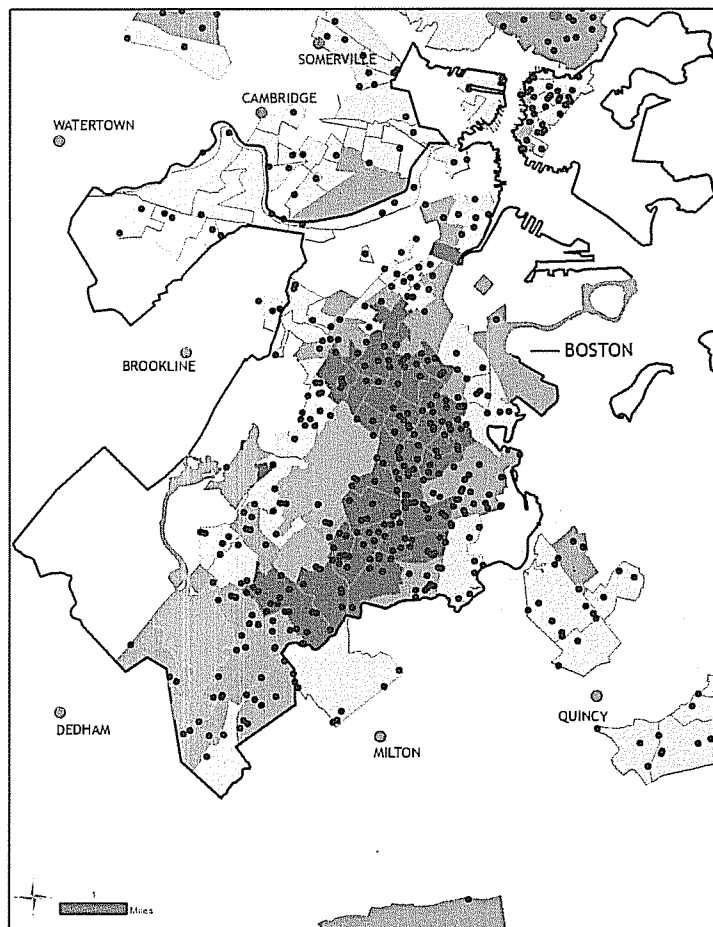 SOMERVILLE
CAMBRIDGE
WATERTOWN
BROOKLINE
BOSTON
DEDHAM
QUINCY
MILTON
1
Miles